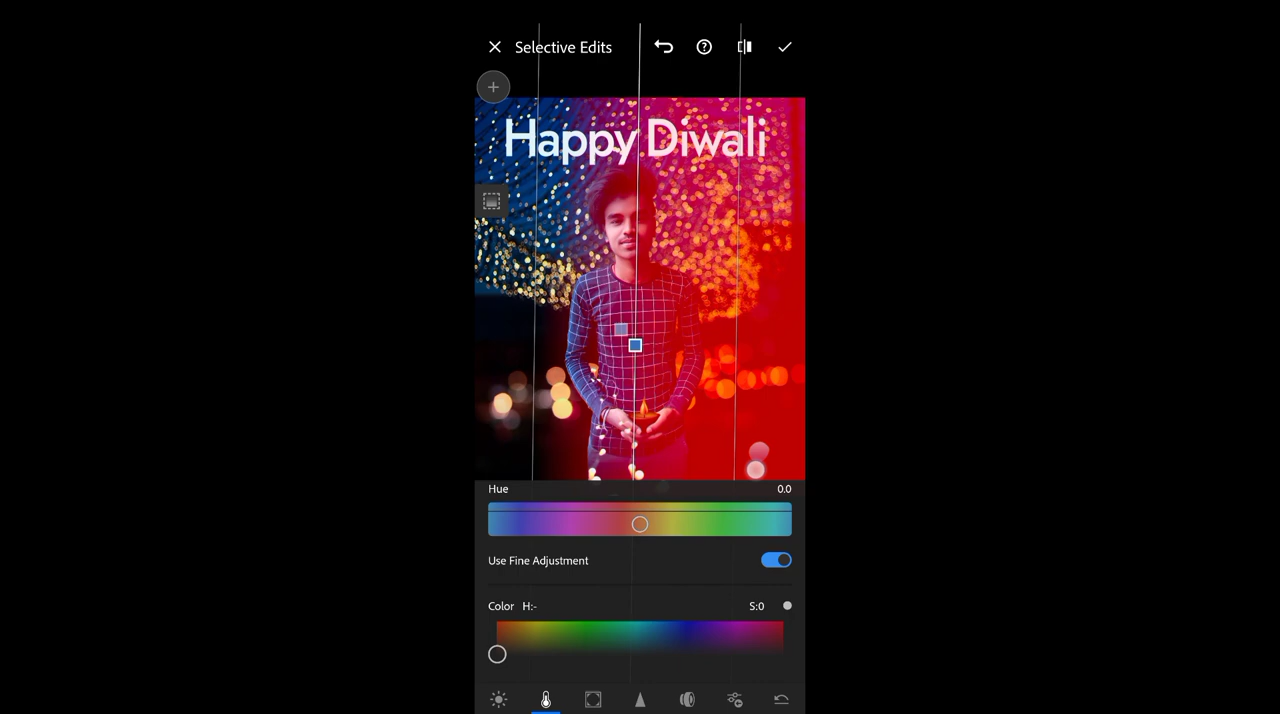 Selective Edits
Happy Diwali
Hue 0.0
Use Fine Adjustment
Color H:- S:0